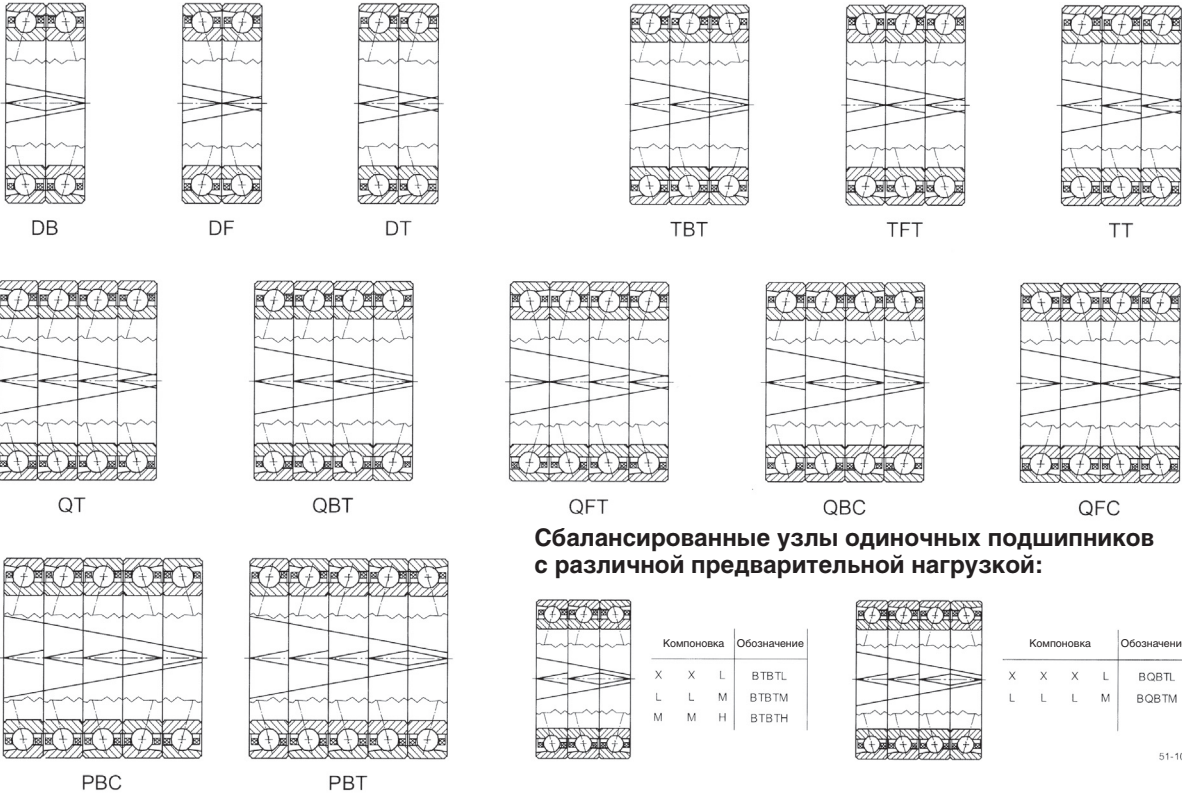 DB DF DT TBT TFT TT
QT QBT QFT QBC QFC
Сбалансированные узлы одиночных подшипников
с различной предварительной нагрузкой:
Компоновка Обозначение
X X L BTBTL
L L M BTBTM
M M H BTBTH
Компоновка
X X X L BQBTL
L L L M BQBTM
PBC PBT